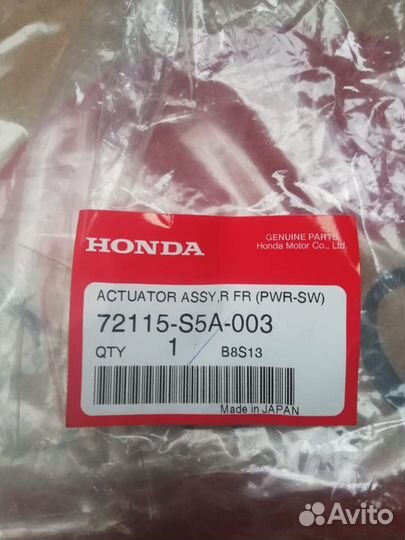 HONDA
GENUINE PARTS
Honda Motor Co., Ltd.
ACTUATOR ASSY,R FR (PWR-SW)
72115-S5A-003
QTY 1 B8S13
Made in JAPAN
Avito